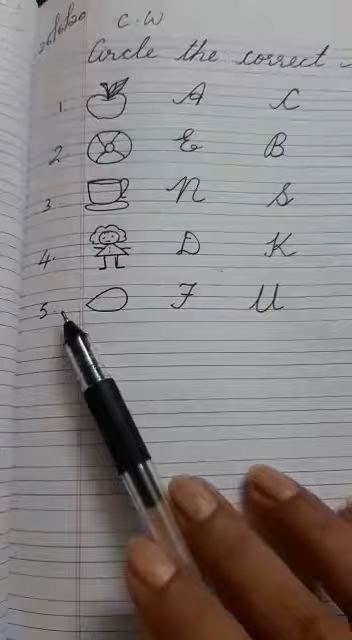 C.W
Circle the correct
1. A C
2 E B
3 N S
4. D K
5. F U